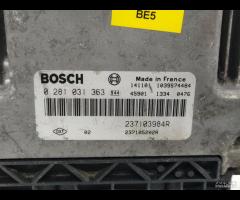 BE5
BOSCH
Made in France
14110 1039S74484
0 281 031 363
45901 1334 0476
237103984R
02 237105202R